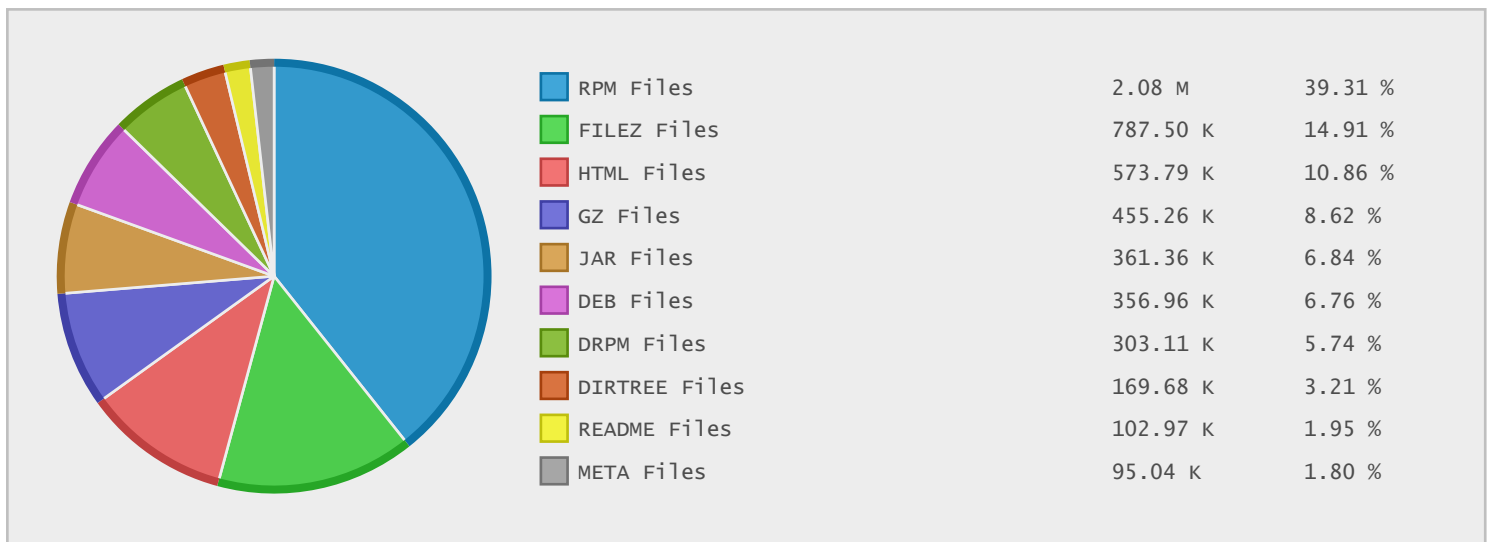 RPM Files 2.08 M 39.31 %
FILEZ Files 787.50 K 14.91 %
HTML Files 573.79 K 10.86 %
GZ Files 455.26 K 8.62 %
JAR Files 361.36 K 6.84 %
DEB Files 356.96 K 6.76 %
DRPM Files 303.11 K 5.74 %
DIRTREE Files 169.68 K 3.21 %
README Files 102.97 K 1.95 %
META Files 95.04 K 1.80 %